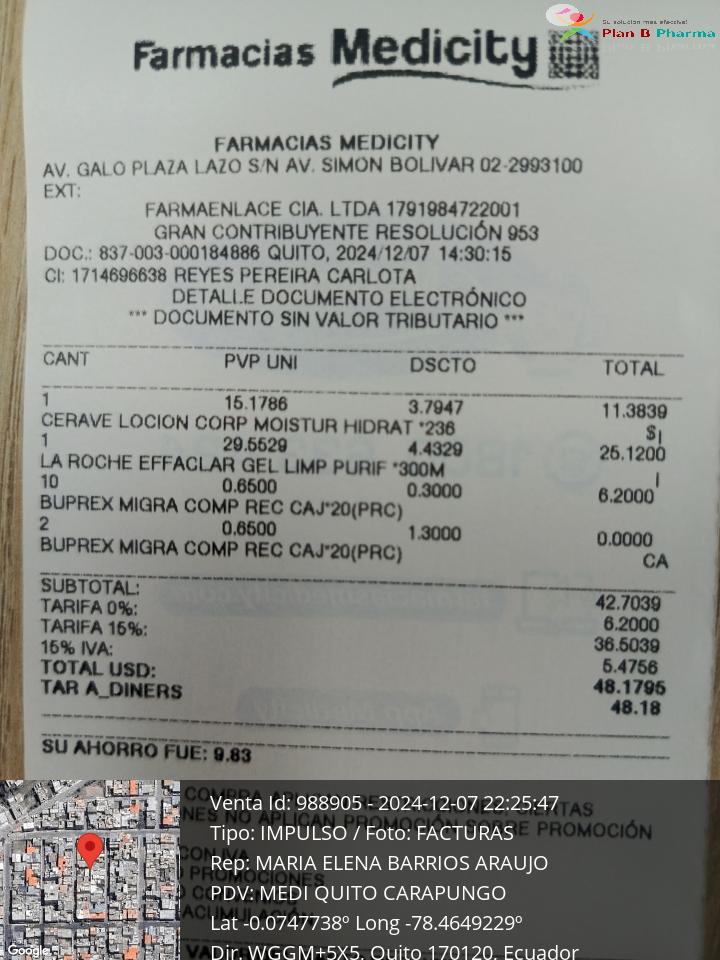 Su solución más efectiva!
Plan B Pharma
Farmacias Medicity
FARMACIAS MEDICITY
AV. GALO PLAZA LAZO S/N AV. SIMON BOLIVAR 02-2993100
EXT:
FARMAENLACE CIA. LTDA 1791984722001
GRAN CONTRIBUYENTE RESOLUCIÓN 953
DOC.: 837-003-000184886 QUITO, 2024/12/07 14:30:15
CI: 1714696638 REYES PEREIRA CARLOTA
DETALLE DOCUMENTO ELECTRÓNICO
*** DOCUMENTO SIN VALOR TRIBUTARIO ***
CANT PVP UNI DSCTO TOTAL
1 15.1786 3.7947 11.3839
CERAVE LOCION CORP MOISTUR HIDRAT *236 $|
1 29.5529 4.4329 25.1200
LA ROCHE EFFACLAR GEL LIMP PURIF *300M |
10 0.6500 0.3000 6.2000
BUPREX MIGRA COMP REC CAJ*20(PRC)
2 0.6500 1.3000 0.0000
BUPREX MIGRA COMP REC CAJ*20(PRC) CA
SUBTOTAL: 42.7039
TARIFA 0%: 6.2000
TARIFA 15%: 36.5039
15% IVA: 5.4756
TOTAL USD: 48.1795
TAR A_DINERS 48.18
SU AHORRO FUE: 9.83
Venta Id: 988905 - 2024-12-07 22:25:47
Tipo: IMPULSO / Foto: FACTURAS
Rep: MARIA ELENA BARRIOS ARAUJO
PDV: MEDI QUITO CARAPUNGO
Lat -0.0747738º Long -78.4649229º
Dir. WGGM+5X5, Quito 170120, Ecuador
Google